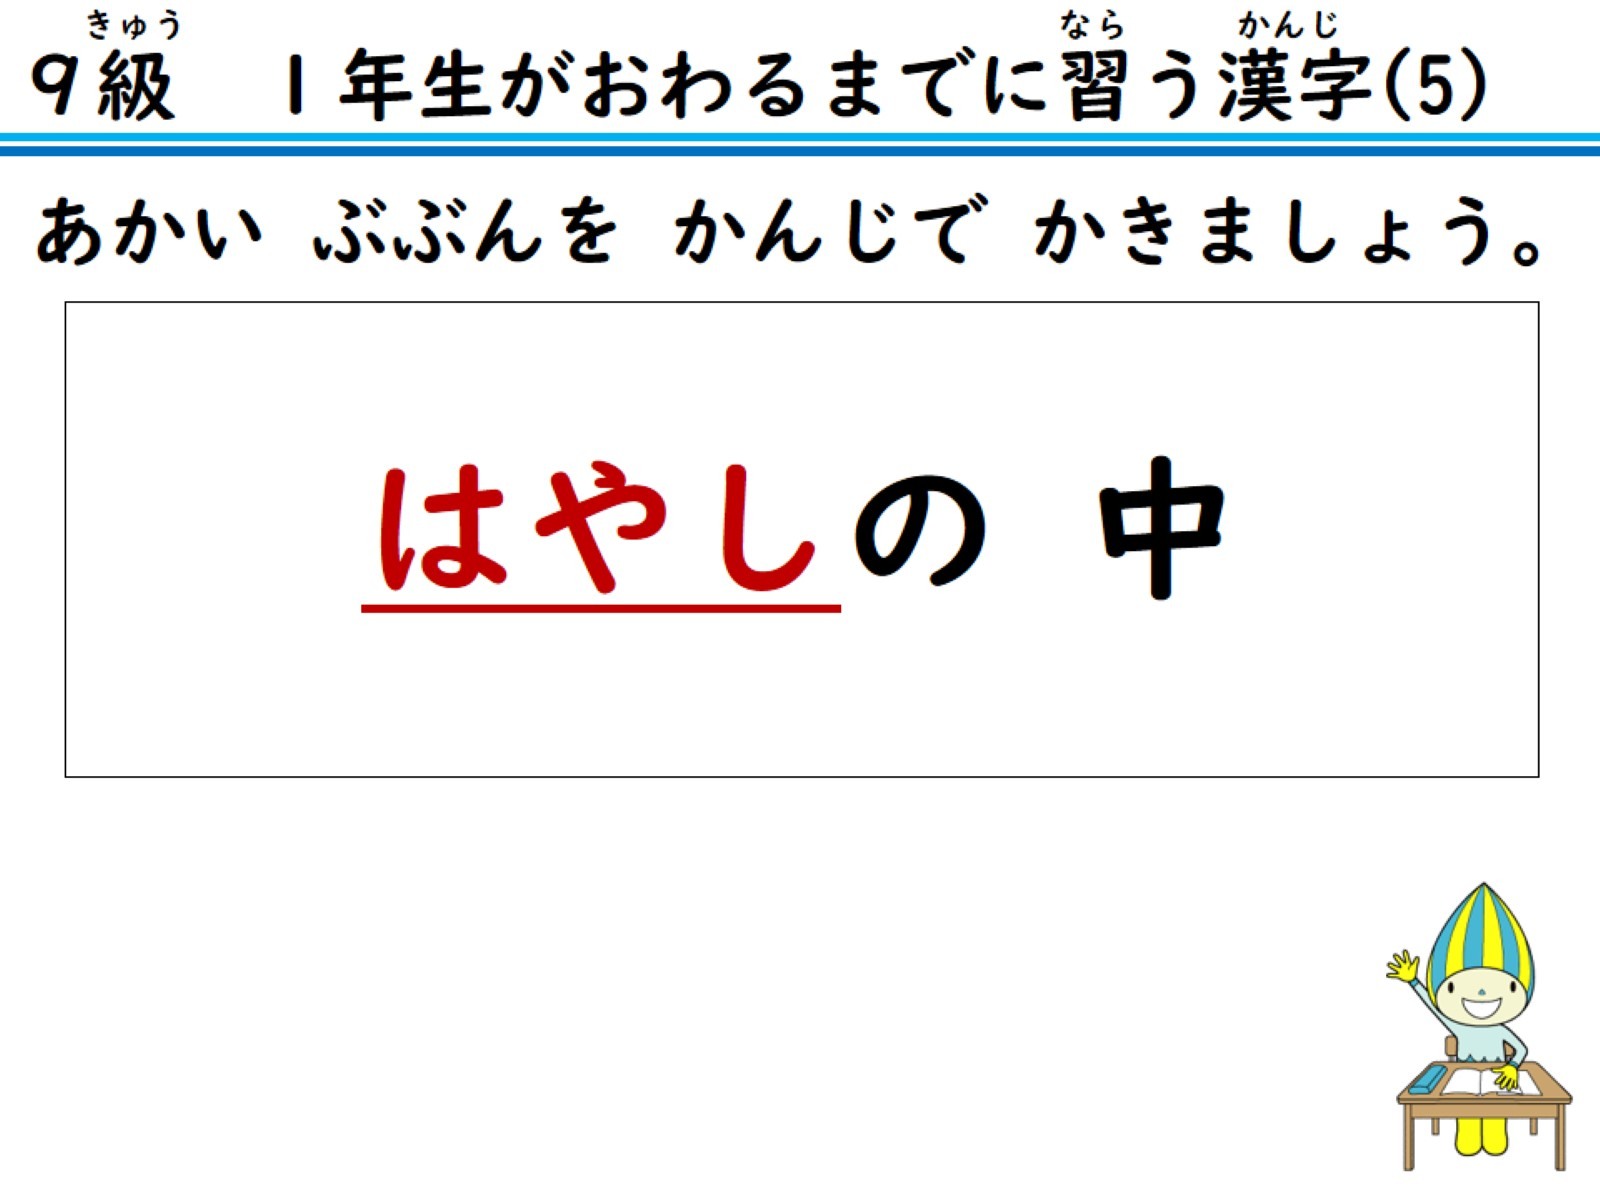 きゅう なら かんじ
9級 1年生がおわるまでに習う漢字(5)
あかい ぶぶんを かんじで かきましょう。
はやしの 中